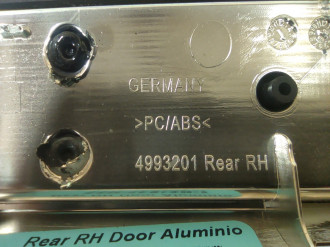 GERMANY
>PC/ABS<
4993201 Rear RH
Rear RH Door Aluminio